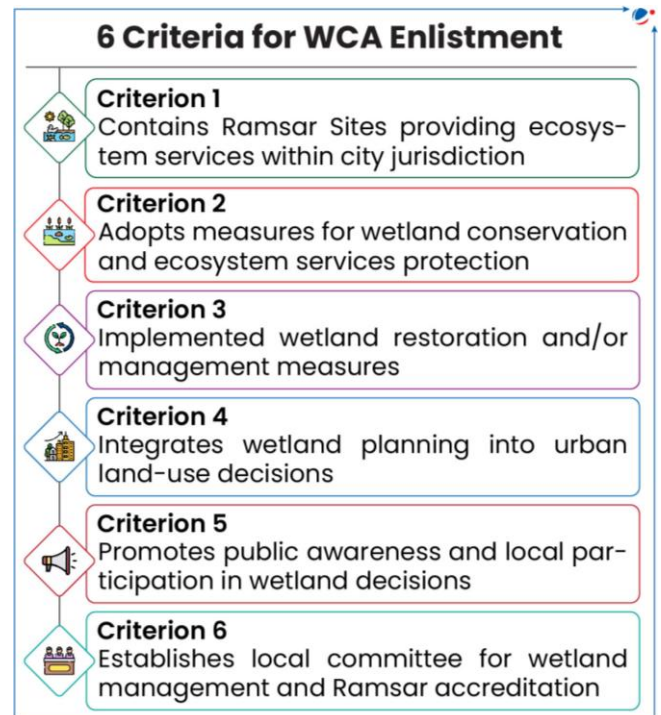 6 Criteria for WCA Enlistment
Criterion 1
Contains Ramsar Sites providing ecosys-
tem services within city jurisdiction
Criterion 2
Adopts measures for wetland conservation
and ecosystem services protection
Criterion 3
Implemented wetland restoration and/or
management measures
Criterion 4
Integrates wetland planning into urban
land-use decisions
Criterion 5
Promotes public awareness and local par-
ticipation in wetland decisions
Criterion 6
Establishes local committee for wetland
management and Ramsar accreditation